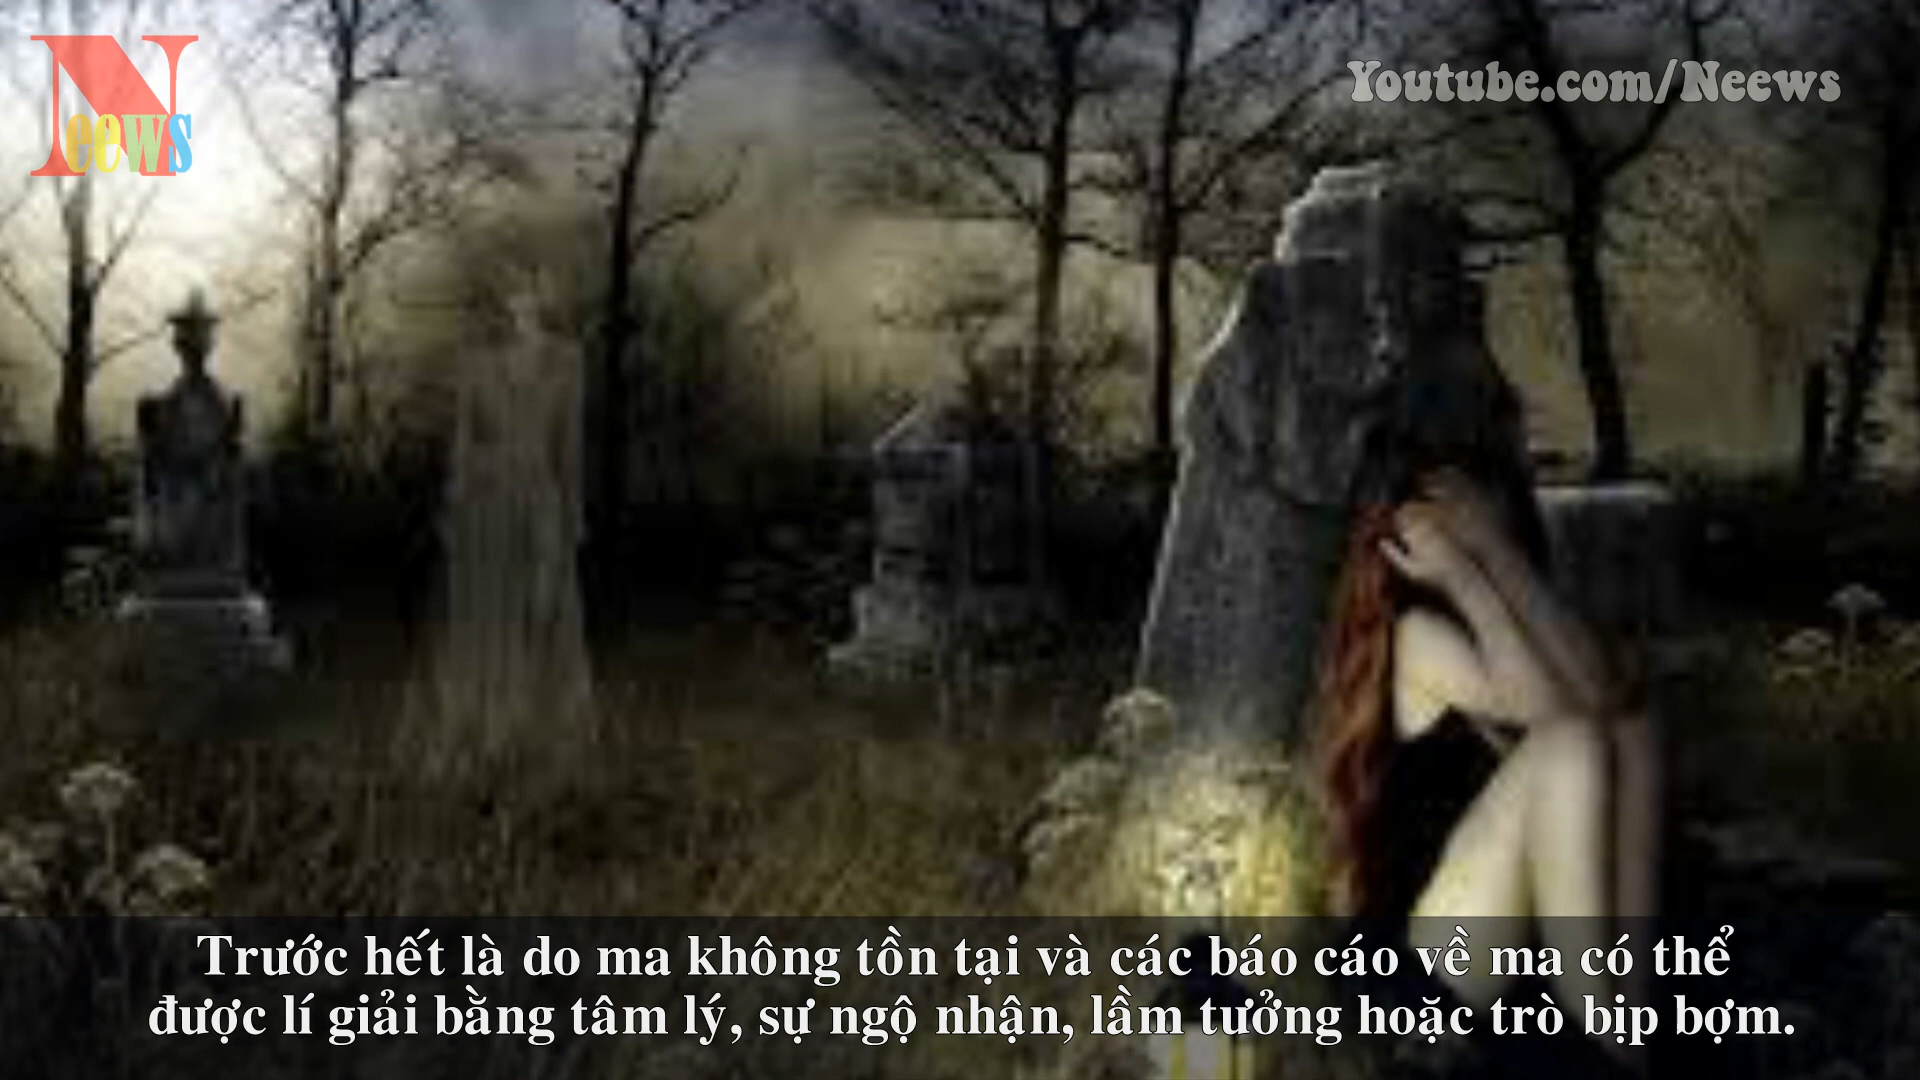 Neews
Youtube.com/Neews
Trước hết là do ma không tồn tại và các báo cáo về ma có thể
được lí giải bằng tâm lý, sự ngộ nhận, lầm tưởng hoặc trò bịp bợm.